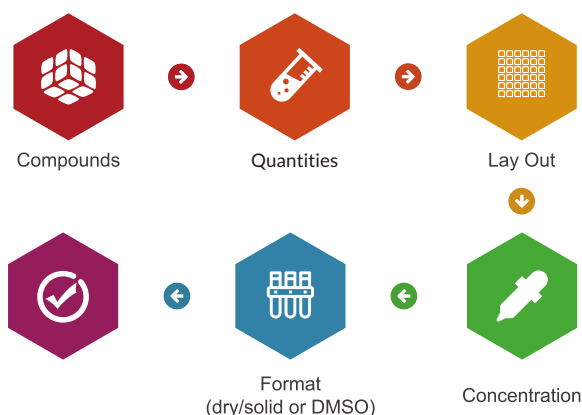 Compounds
Quantities
Lay Out
Concentration
Format
(dry/solid or DMSO)